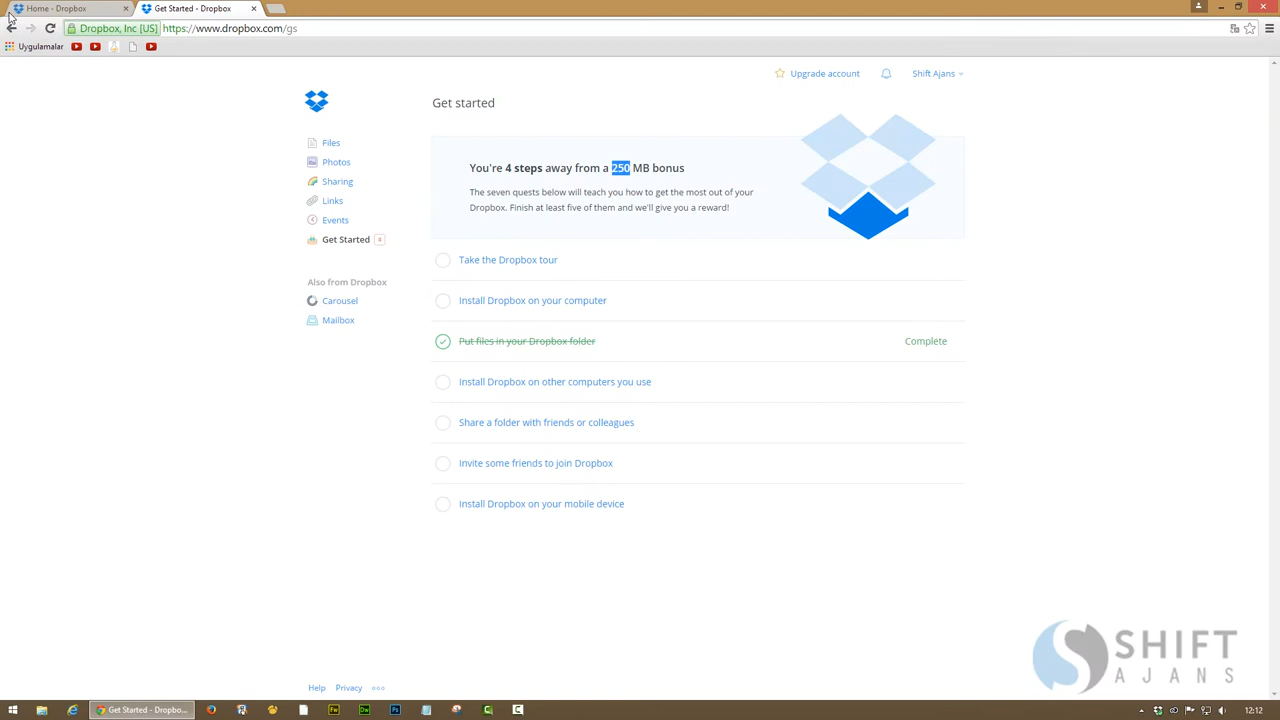 Home - Dropbox
Get Started - Dropbox
Dropbox, Inc [US]
https://www.dropbox.com/gs
Uygulamalar
Upgrade account
Shift Ajans
Get started
Files
Photos
Sharing
Links
Events
Get Started 4
Also from Dropbox
Carousel
Mailbox
You're 4 steps away from a 250 MB bonus
The seven quests below will teach you how to get the most out of your
Dropbox. Finish at least five of them and we'll give you a reward!
Take the Dropbox tour
Install Dropbox on your computer
Put files in your Dropbox folder Complete
Install Dropbox on other computers you use
Share a folder with friends or colleagues
Invite some friends to join Dropbox
Install Dropbox on your mobile device
SHIFT
AJANS
Help Privacy
Get Started - Dropbo...
Fw
Dw
Ps
12:12